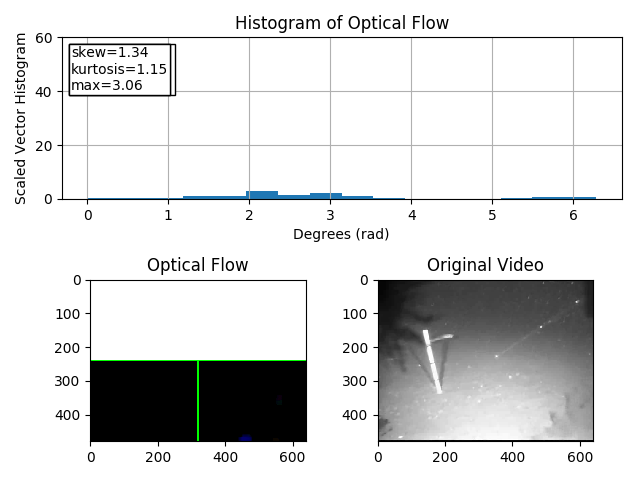 Histogram of Optical Flow
Scaled Vector Histogram
60
40
20
0
skew=1.34
kurtosis=1.15
max=3.06
0 1 2 3 4 5 6
Degrees (rad)
Optical Flow
0
100
200
300
400
0 200 400 600
Original Video
0
100
200
300
400
0 200 400 600